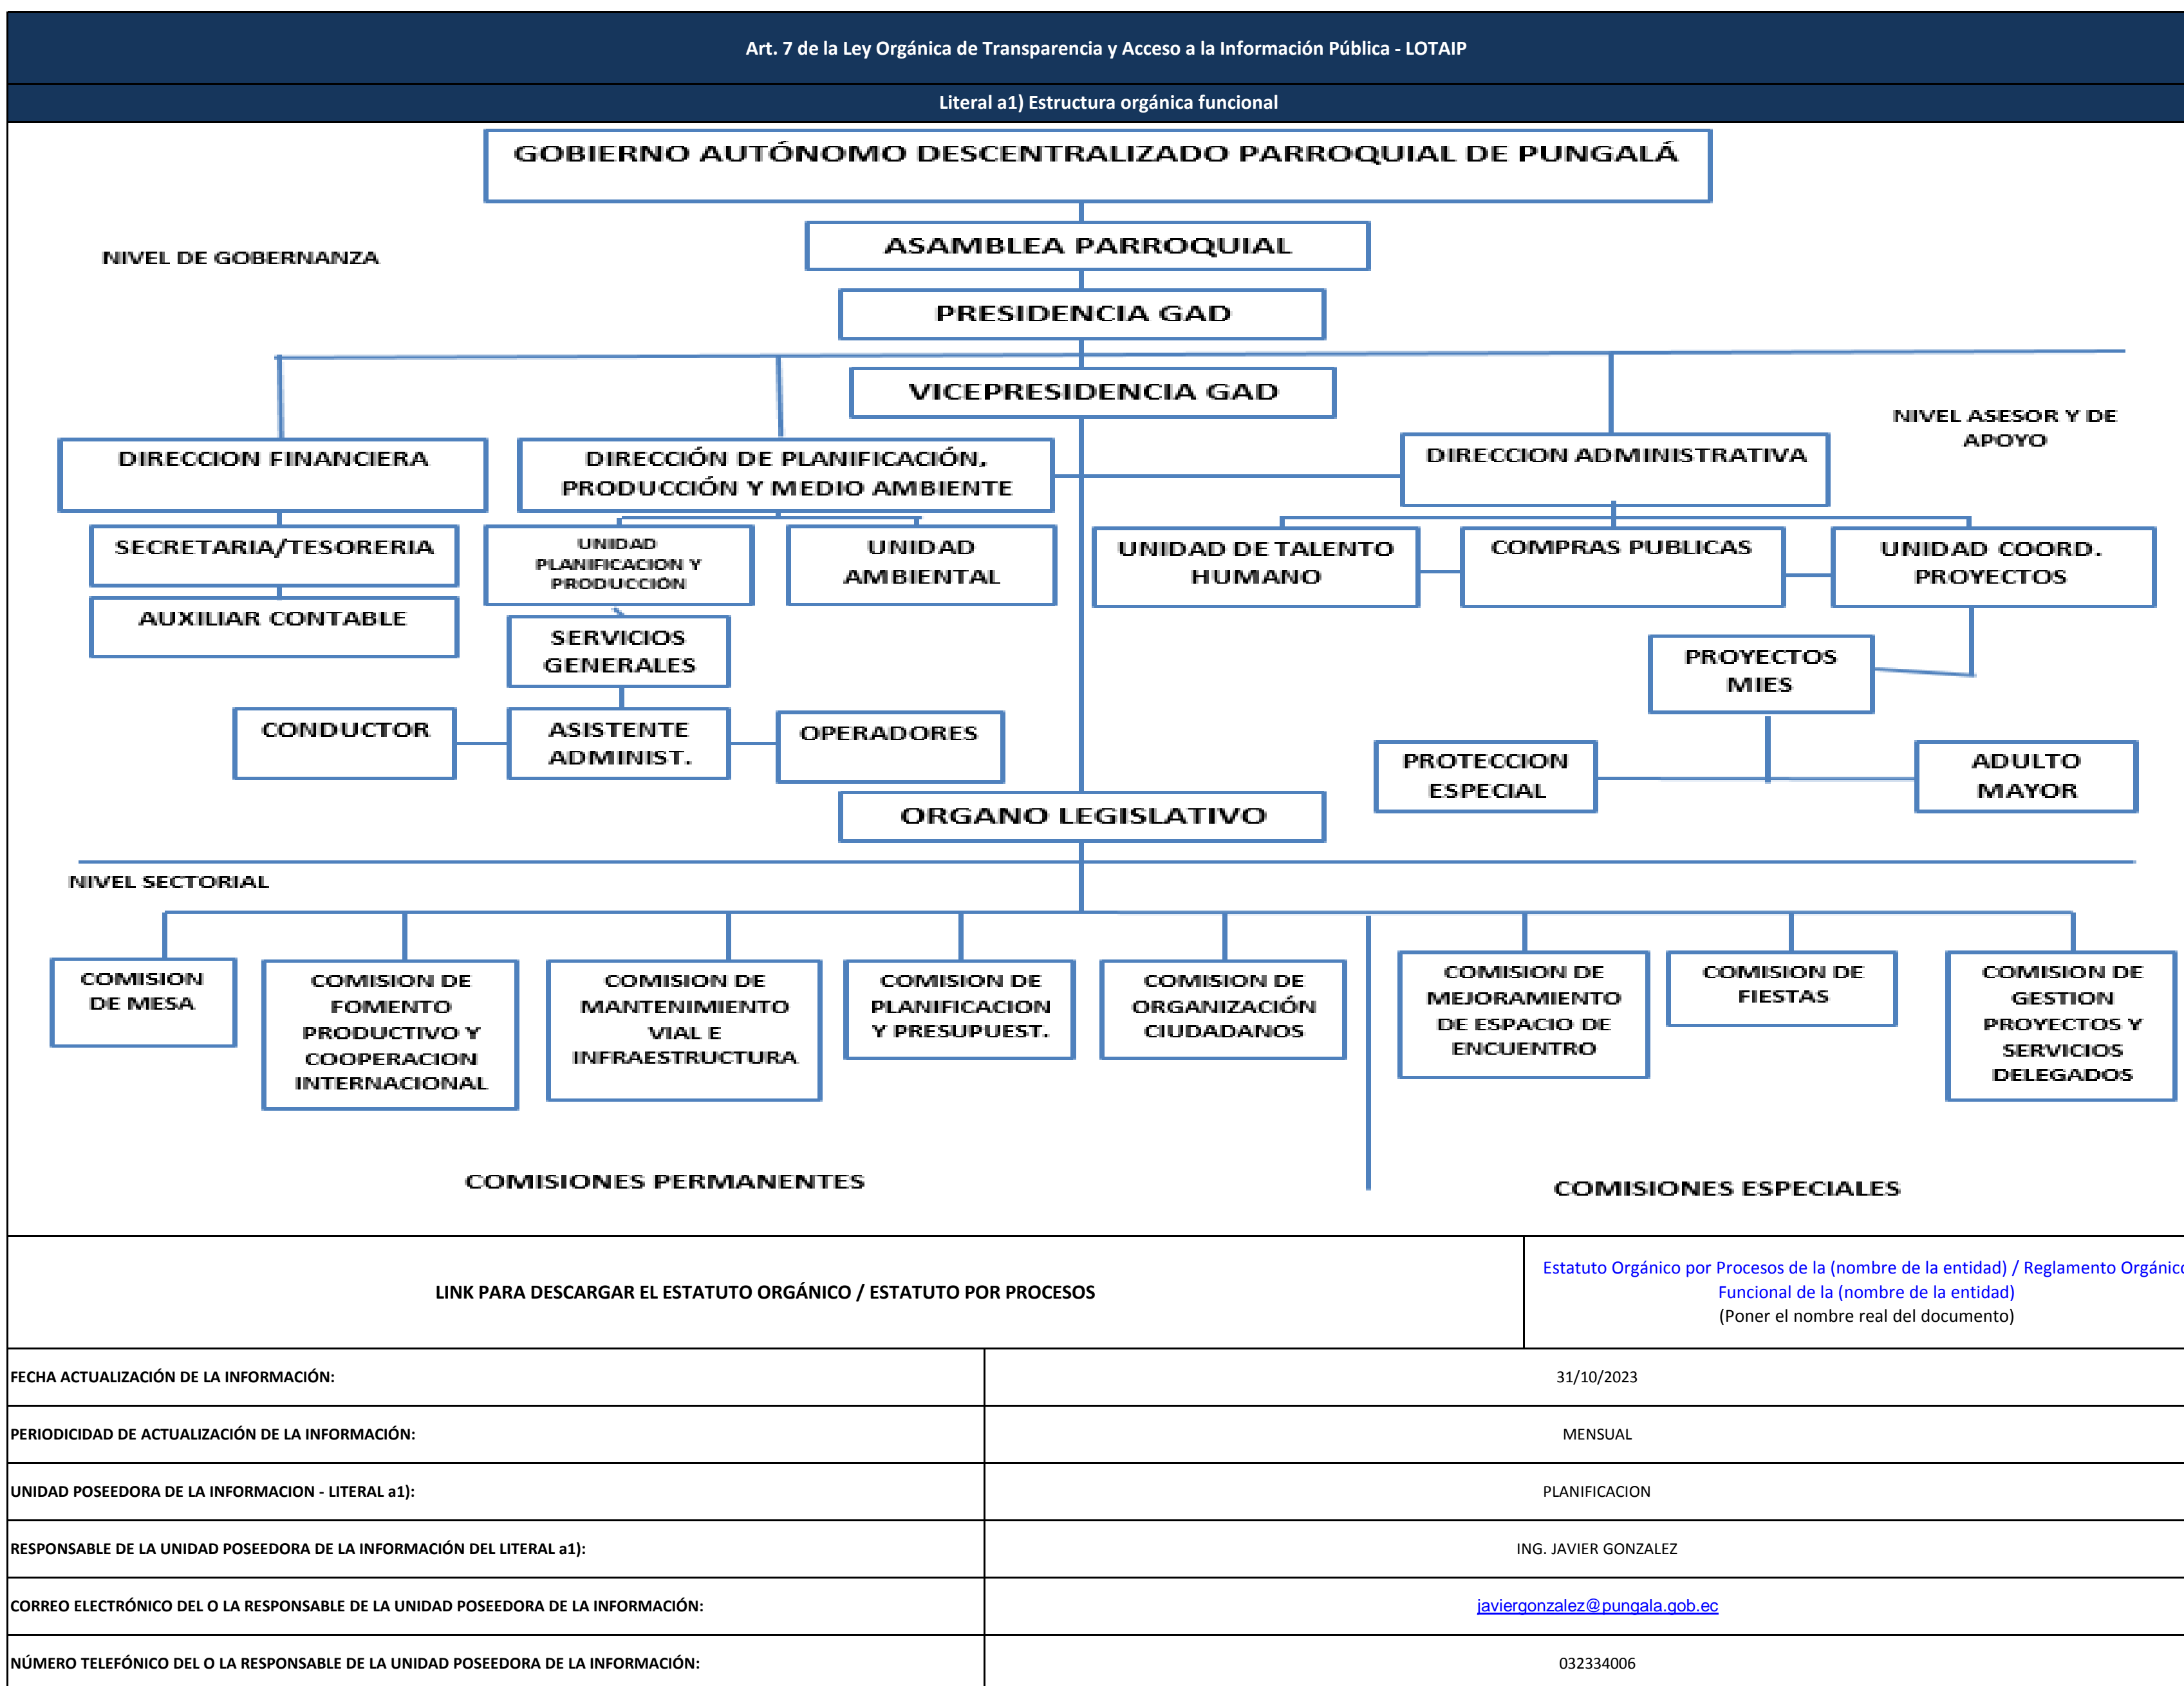 Art. 7 de la Ley Orgánica de Transparencia y Acceso a la Información Pública - LOTAIP
Literal a1) Estructura orgánica funcional
GOBIERNO AUTÓNOMO DESCENTRALIZADO PARROQUIAL DE PUNGALÁ
ASAMBLEA PARROQUIAL
NIVEL DE GOBERNANZA
PRESIDENCIA GAD
VICEPRESIDENCIA GAD
NIVEL ASESOR Y DE
APOYO
DIRECCION FINANCIERA
DIRECCIÓN DE PLANIFICACIÓN,
PRODUCCIÓN Y MEDIO AMBIENTE
DIRECCION ADMINISTRATIVA
SECRETARIA/TESORERIA
UNIDAD
PLANIFICACION Y
PRODUCCIÓN
UNIDAD
AMBIENTAL
UNIDAD DE TALENTO
HUMANO
COMPRAS PUBLICAS
UNIDAD COORD.
PROYECTOS
AUXILIAR CONTABLE
SERVICIOS
GENERALES
PROYECTOS
MIES
CONDUCTOR
ASISTENTE
ADMINIST.
OPERADORES
PROTECCION
ESPECIAL
ADULTO
MAYOR
ORGANO LEGISLATIVO
NIVEL SECTORIAL
COMISION
DE MESA
COMISION DE
FOMENTO
PRODUCTIVO Y
COOPERACION
INTERNACIONAL
COMISION DE
MANTENIMIENTO
VIAL E
INFRAESTRUCTURA
COMISION DE
PLANIFICACION
Y PRESUPUEST.
COMISION DE
ORGANIZACIÓN
CIUDADANOS
COMISION DE
MEJORAMIENTO
DE ESPACIO DE
ENCUENTRO
COMISION DE
FIESTAS
COMISION DE
GESTION
PROYECTOS Y
SERVICIOS
DELEGADOS
COMISIONES PERMANENTES
COMISIONES ESPECIALES
LINK PARA DESCARGAR EL ESTATUTO ORGÁNICO / ESTATUTO POR PROCESOS
Estatuto Orgánico por Procesos de la (nombre de la entidad) / Reglamento Orgánico
Funcional de la (nombre de la entidad)
(Poner el nombre real del documento)
FECHA ACTUALIZACIÓN DE LA INFORMACIÓN:
31/10/2023
PERIODICIDAD DE ACTUALIZACIÓN DE LA INFORMACIÓN:
MENSUAL
UNIDAD POSEEDORA DE LA INFORMACION - LITERAL a1):
PLANIFICACION
RESPONSABLE DE LA UNIDAD POSEEDORA DE LA INFORMACIÓN DEL LITERAL a1):
ING. JAVIER GONZALEZ
CORREO ELECTRÓNICO DEL O LA RESPONSABLE DE LA UNIDAD POSEEDORA DE LA INFORMACIÓN:
javiergonzalez@pungala.gob.ec
NÚMERO TELEFÓNICO DEL O LA RESPONSABLE DE LA UNIDAD POSEEDORA DE LA INFORMACIÓN:
032334006